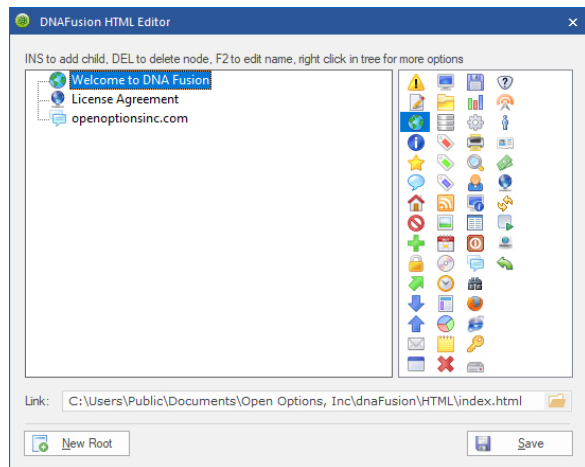 DNAFusion HTML Editor
INS to add child, DEL to delete node, F2 to edit name, right click in tree for more options
Welcome to DNA Fusion
License Agreement
openoptionsinc.com
Link: C:\Users\Public\Documents\Open Options, Inc\dnaFusion\HTML\index.html
New Root
Save